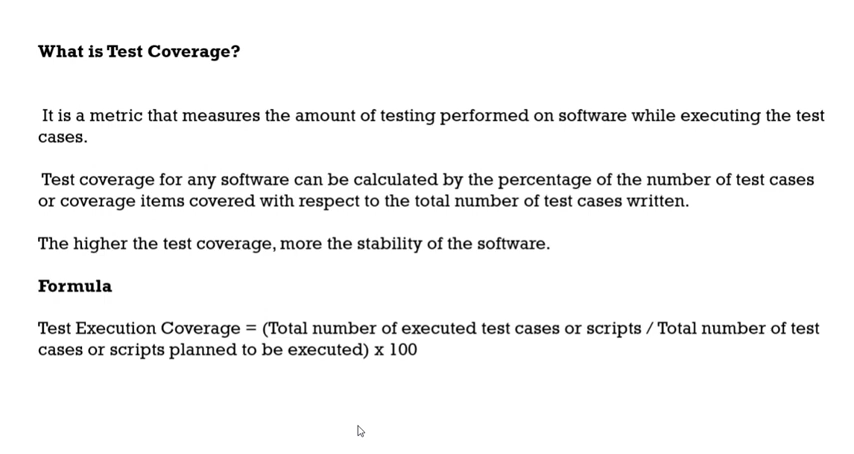 What is Test Coverage?
It is a metric that measures the amount of testing performed on software while executing the test
cases.
Test coverage for any software can be calculated by the percentage of the number of test cases
or coverage items covered with respect to the total number of test cases written.
The higher the test coverage, more the stability of the software.
Formula
Test Execution Coverage = (Total number of executed test cases or scripts / Total number of test
cases or scripts planned to be executed) x 100